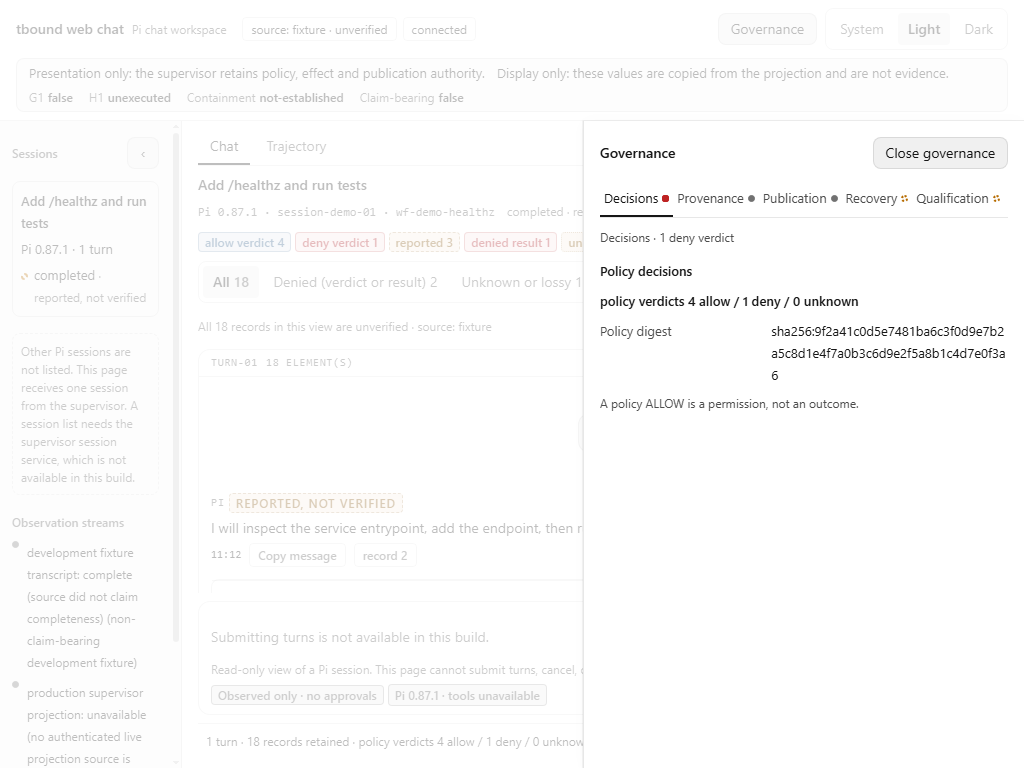 tbound web chat Pi chat workspace source: fixture · unverified connected Governance System Light Dark
Presentation only: the supervisor retains policy, effect and publication authority. Display only: these values are copied from the projection and are not evidence.
G1 false H1 unexecuted Containment not-established Claim-bearing false
Sessions
‹
Add /healthz and run
tests
Pi 0.87.1 · 1 turn
completed ·
reported, not verified
Other Pi sessions are
not listed. This page
receives one session
from the supervisor. A
session list needs the
supervisor session
service, which is not
available in this build.
Observation streams
development fixture
transcript: complete
(source did not claim
completeness) (non-
claim-bearing
development fixture)
production supervisor
projection: unavailable
(no authenticated live
projection source is
Chat Trajectory
Add /healthz and run tests
Pi 0.87.1 · session-demo-01 · wf-demo-healthz completed · re
allow verdict 4 deny verdict 1 reported 3 denied result 1 un
All 18 Denied (verdict or result) 2 Unknown or lossy 1
All 18 records in this view are unverified · source: fixture
TURN-01 18 ELEMENT(S)
PI REPORTED, NOT VERIFIED
I will inspect the service entrypoint, add the endpoint, then r
11:12 Copy message record 2
Submitting turns is not available in this build.
Read-only view of a Pi session. This page cannot submit turns, cancel,
Observed only · no approvals Pi 0.87.1 · tools unavailable
1 turn · 18 records retained · policy verdicts 4 allow / 1 deny / 0 unknow
Governance Close governance
Decisions Provenance Publication Recovery Qualification
Decisions · 1 deny verdict
Policy decisions
policy verdicts 4 allow / 1 deny / 0 unknown
Policy digest sha256:9f2a41c0d5e7481ba6c3f0d9e7b2
a5c8d1e4f7a0b3c6d9e2f5a8b1c4d7e0f3a
6
A policy ALLOW is a permission, not an outcome.